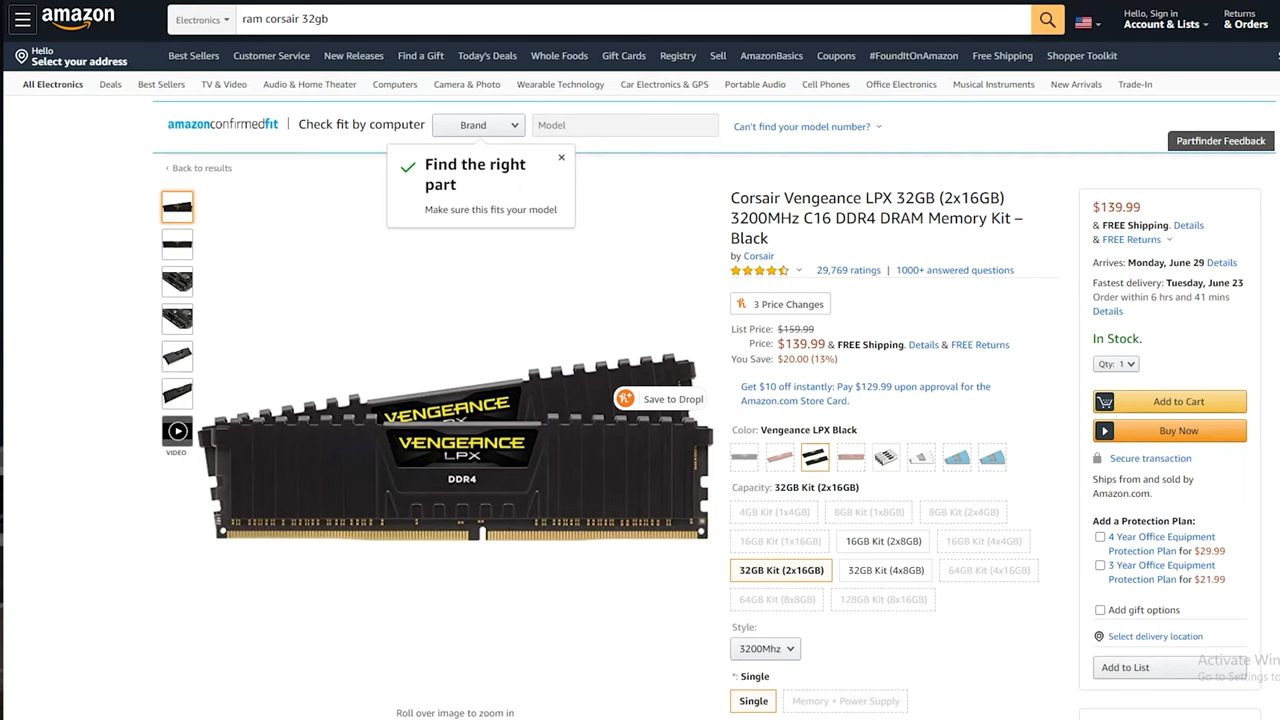 amazon
Electronics
ram corsair 32gb
Hello, Sign in
Account & Lists
Returns
& Orders
Hello
Select your address
Best Sellers
Customer Service
New Releases
Find a Gift
Today's Deals
Whole Foods
Gift Cards
Registry
Sell
AmazonBasics
Coupons
#FoundItOnAmazon
Free Shipping
Shopper Toolkit
All Electronics
Deals
Best Sellers
TV & Video
Audio & Home Theater
Computers
Camera & Photo
Wearable Technology
Car Electronics & GPS
Portable Audio
Cell Phones
Office Electronics
Musical Instruments
New Arrivals
Trade-In
amazonconfirmedfit
Check fit by computer
Brand
Model
Can't find your model number?
Partfinder Feedback
Find the right
part
Make sure this fits your model
‹ Back to results
VIDEO
VENGEANCE
VENGEANCE
LPX
DDR4
Save to Dropl
Roll over image to zoom in
Corsair Vengeance LPX 32GB (2x16GB)
3200MHz C16 DDR4 DRAM Memory Kit –
Black
by Corsair
29,769 ratings | 1000+ answered questions
3 Price Changes
List Price: $159.99
Price: $139.99 & FREE Shipping. Details & FREE Returns
You Save: $20.00 (13%)
Get $10 off instantly: Pay $129.99 upon approval for the
Amazon.com Store Card.
Color: Vengeance LPX Black
Capacity: 32GB Kit (2x16GB)
4GB Kit (1x4GB)
8GB Kit (1x8GB)
8GB Kit (2x4GB)
16GB Kit (1x16GB)
16GB Kit (2x8GB)
16GB Kit (4x4GB)
32GB Kit (2x16GB)
32GB Kit (4x8GB)
64GB Kit (4x16GB)
64GB Kit (8x8GB)
128GB Kit (8x16GB)
Style:
3200Mhz
*: Single
Single
Memory + Power Supply
$139.99
& FREE Shipping. Details
& FREE Returns
Arrives: Monday, June 29 Details
Fastest delivery: Tuesday, June 23
Order within 6 hrs and 41 mins
Details
In Stock.
Qty: 1
Add to Cart
Buy Now
Secure transaction
Ships from and sold by
Amazon.com.
Add a Protection Plan:
4 Year Office Equipment
Protection Plan for $29.99
3 Year Office Equipment
Protection Plan for $21.99
Add gift options
Select delivery location
Add to List
Activate Win
Go to Settings to